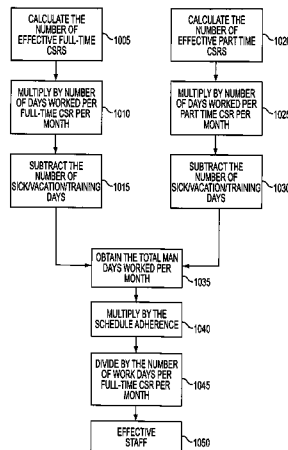 CALCULATE THE
NUMBER OF
EFFECTIVE FULL-TIME
CSRS
1005
MULTIPLY BY NUMBER
OF DAYS WORKED PER
FULL-TIME CSR PER
MONTH
1010
SUBTRACT THE
NUMBER OF
SICK/VACATION/TRAINING
DAYS
1015
CALCULATE THE
NUMBER OF
EFFECTIVE PART TIME
CSRS
1020
MULTIPLY BY NUMBER
OF DAYS WORKED PER
PART TIME CSR PER
MONTH
1025
SUBTRACT THE
NUMBER OF
SICK/VACATION/TRAINING
DAYS
1030
OBTAIN THE TOTAL MAN
DAYS WORKED PER
MONTH
1035
MULTIPLY BY THE
SCHEDULE ADHERENCE
1040
DIVIDE BY THE NUMBER
OF WORK DAYS PER
FULL-TIME CSR PER
MONTH
1045
EFFECTIVE
STAFF
1050